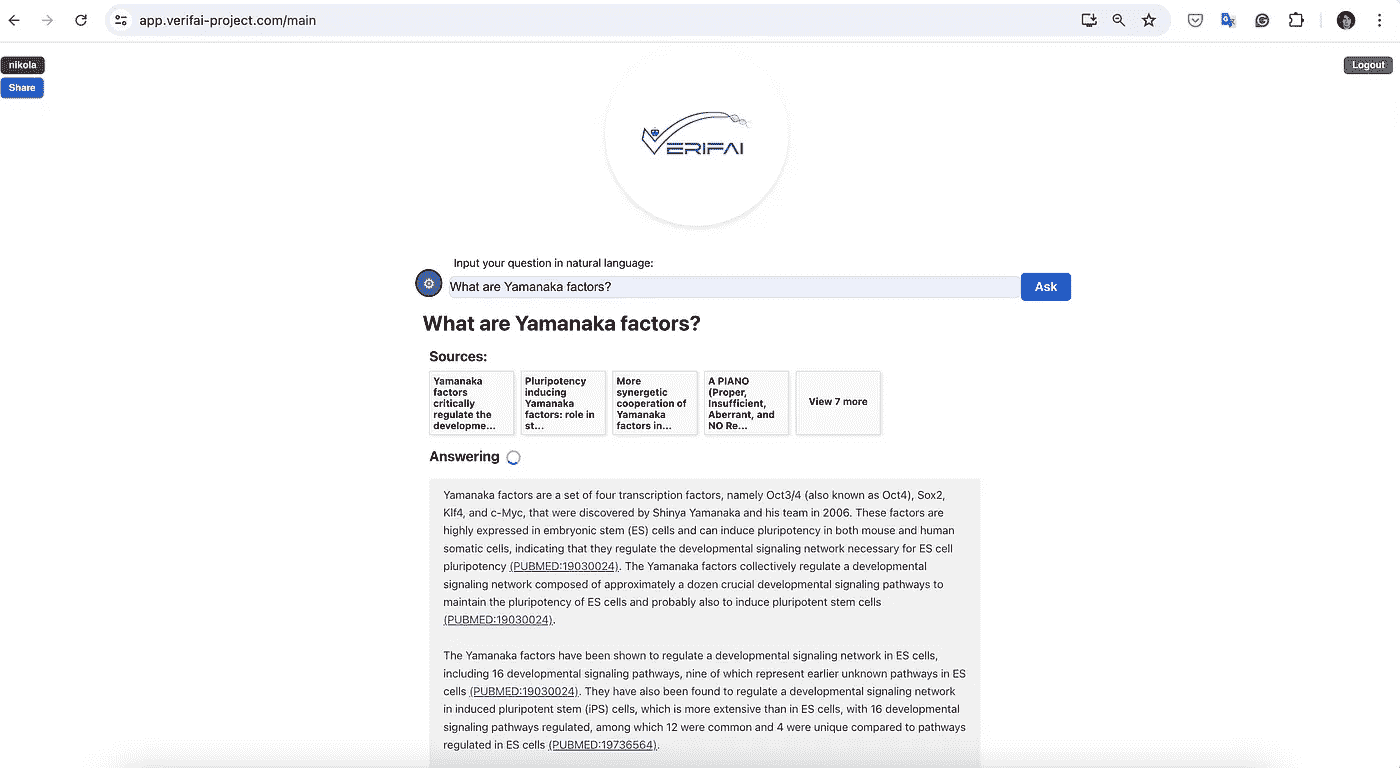 app.verifai-project.com/main
nikola
Logout
Share
VERIFAI
Input your question in natural language:
What are Yamanaka factors?
Ask
What are Yamanaka factors?
Sources:
Yamanaka
factors
critically
regulate the
developme...
Pluripotency
inducing
Yamanaka
factors: role in
st...
More
synergetic
cooperation of
Yamanaka
factors in...
A PIANO
(Proper,
Insufficient,
Aberrant, and
NO Re...
View 7 more
Answering
Yamanaka factors are a set of four transcription factors, namely Oct3/4 (also known as Oct4), Sox2,
Klf4, and c-Myc, that were discovered by Shinya Yamanaka and his team in 2006. These factors are
highly expressed in embryonic stem (ES) cells and can induce pluripotency in both mouse and human
somatic cells, indicating that they regulate the developmental signaling network necessary for ES cell
pluripotency (PUBMED:19030024). The Yamanaka factors collectively regulate a developmental
signaling network composed of approximately a dozen crucial developmental signaling pathways to
maintain the pluripotency of ES cells and probably also to induce pluripotent stem cells
(PUBMED:19030024).
The Yamanaka factors have been shown to regulate a developmental signaling network in ES cells,
including 16 developmental signaling pathways, nine of which represent earlier unknown pathways in ES
cells (PUBMED:19030024). They have also been found to regulate a developmental signaling network
in induced pluripotent stem (iPS) cells, which is more extensive than in ES cells, with 16 developmental
signaling pathways regulated, among which 12 were common and 4 were unique compared to pathways
regulated in ES cells (PUBMED:19736564).